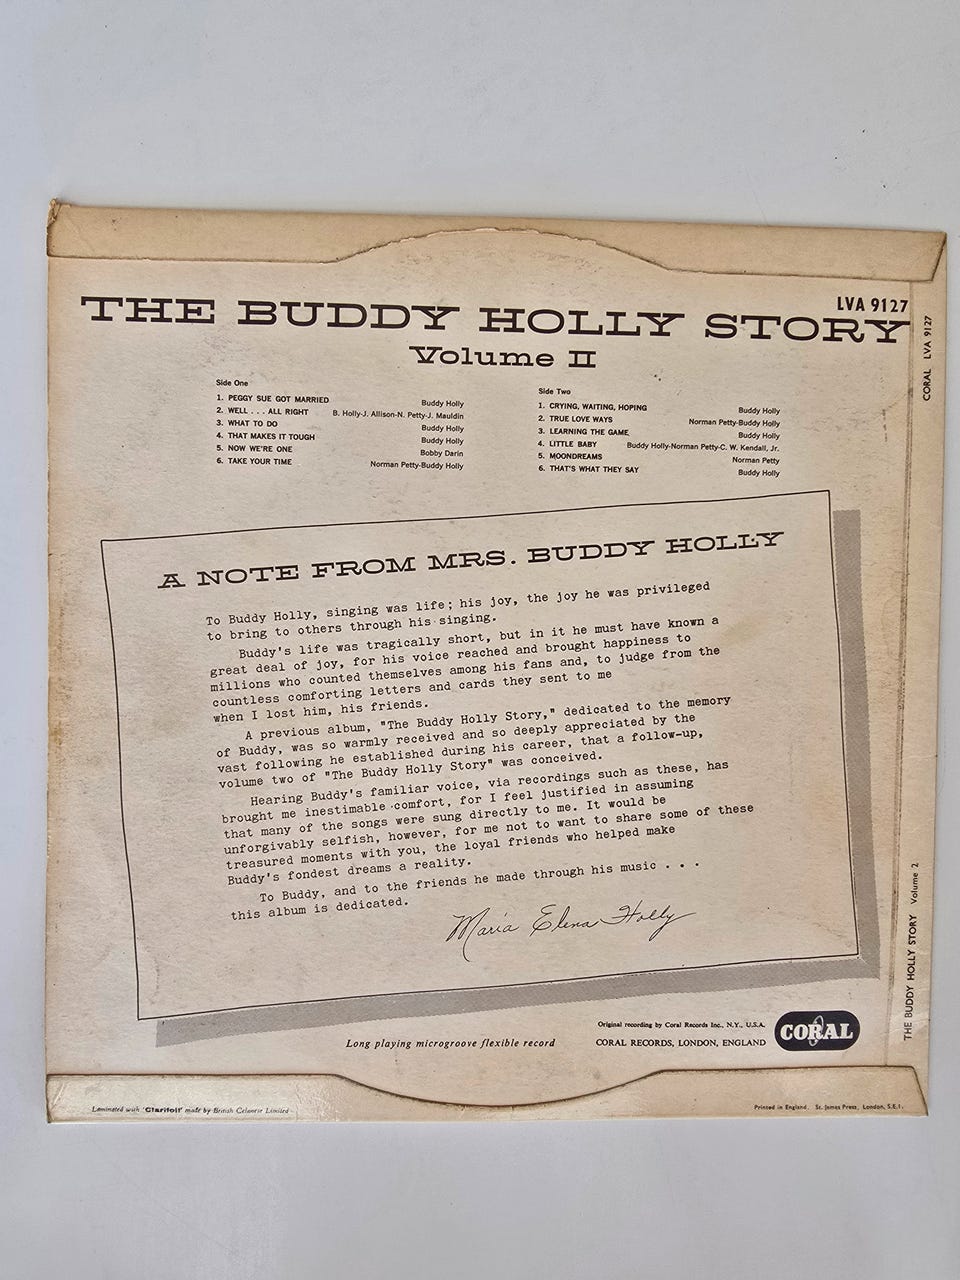 LVA 9127
THE BUDDY HOLLY STORY
Volume II
Side One
1. PEGGY SUE GOT MARRIED Buddy Holly
2. WELL . . . ALL RIGHT B. Holly-J. Allison-N. Petty-J. Mauldin
3. WHAT TO DO Buddy Holly
4. THAT MAKES IT TOUGH Buddy Holly
5. NOW WE'RE ONE Bobby Darin
6. TAKE YOUR TIME Norman Petty-Buddy Holly
Side Two
1. CRYING, WAITING, HOPING Buddy Holly
2. TRUE LOVE WAYS Norman Petty-Buddy Holly
3. LEARNING THE GAME Buddy Holly
4. LITTLE BABY Buddy Holly-Norman Petty-C. W. Kendall, Jr.
5. MOONDREAMS Norman Petty
6. THAT'S WHAT THEY SAY Buddy Holly
A NOTE FROM MRS. BUDDY HOLLY
To Buddy Holly, singing was life; his joy, the joy he was privileged
to bring to others through his singing.
Buddy's life was tragically short, but in it he must have known a
great deal of joy, for his voice reached and brought happiness to
millions who counted themselves among his fans and, to judge from the
countless comforting letters and cards they sent to me
when I lost him, his friends.
A previous album, "The Buddy Holly Story," dedicated to the memory
of Buddy, was so warmly received and so deeply appreciated by the
vast following he established during his career, that a follow-up,
volume two of "The Buddy Holly Story" was conceived.
Hearing Buddy's familiar voice, via recordings such as these, has
brought me inestimable comfort, for I feel justified in assuming
that many of the songs were sung directly to me. It would be
unforgivably selfish, however, for me not to want to share some of these
treasured moments with you, the loyal friends who helped make
Buddy's fondest dreams a reality.
To Buddy, and to the friends he made through his music . . .
this album is dedicated.
Maria Elena Holly
Original recording by Coral Records Inc., N.Y., U.S.A.
Long playing microgroove flexible record
CORAL RECORDS, LONDON, ENGLAND
CORAL
Laminated with 'Clarifoil' made by British Celanese Limited
Printed in England. St. James Press, London, S.E.1.
CORAL LVA 9127
THE BUDDY HOLLY STORY Volume 2